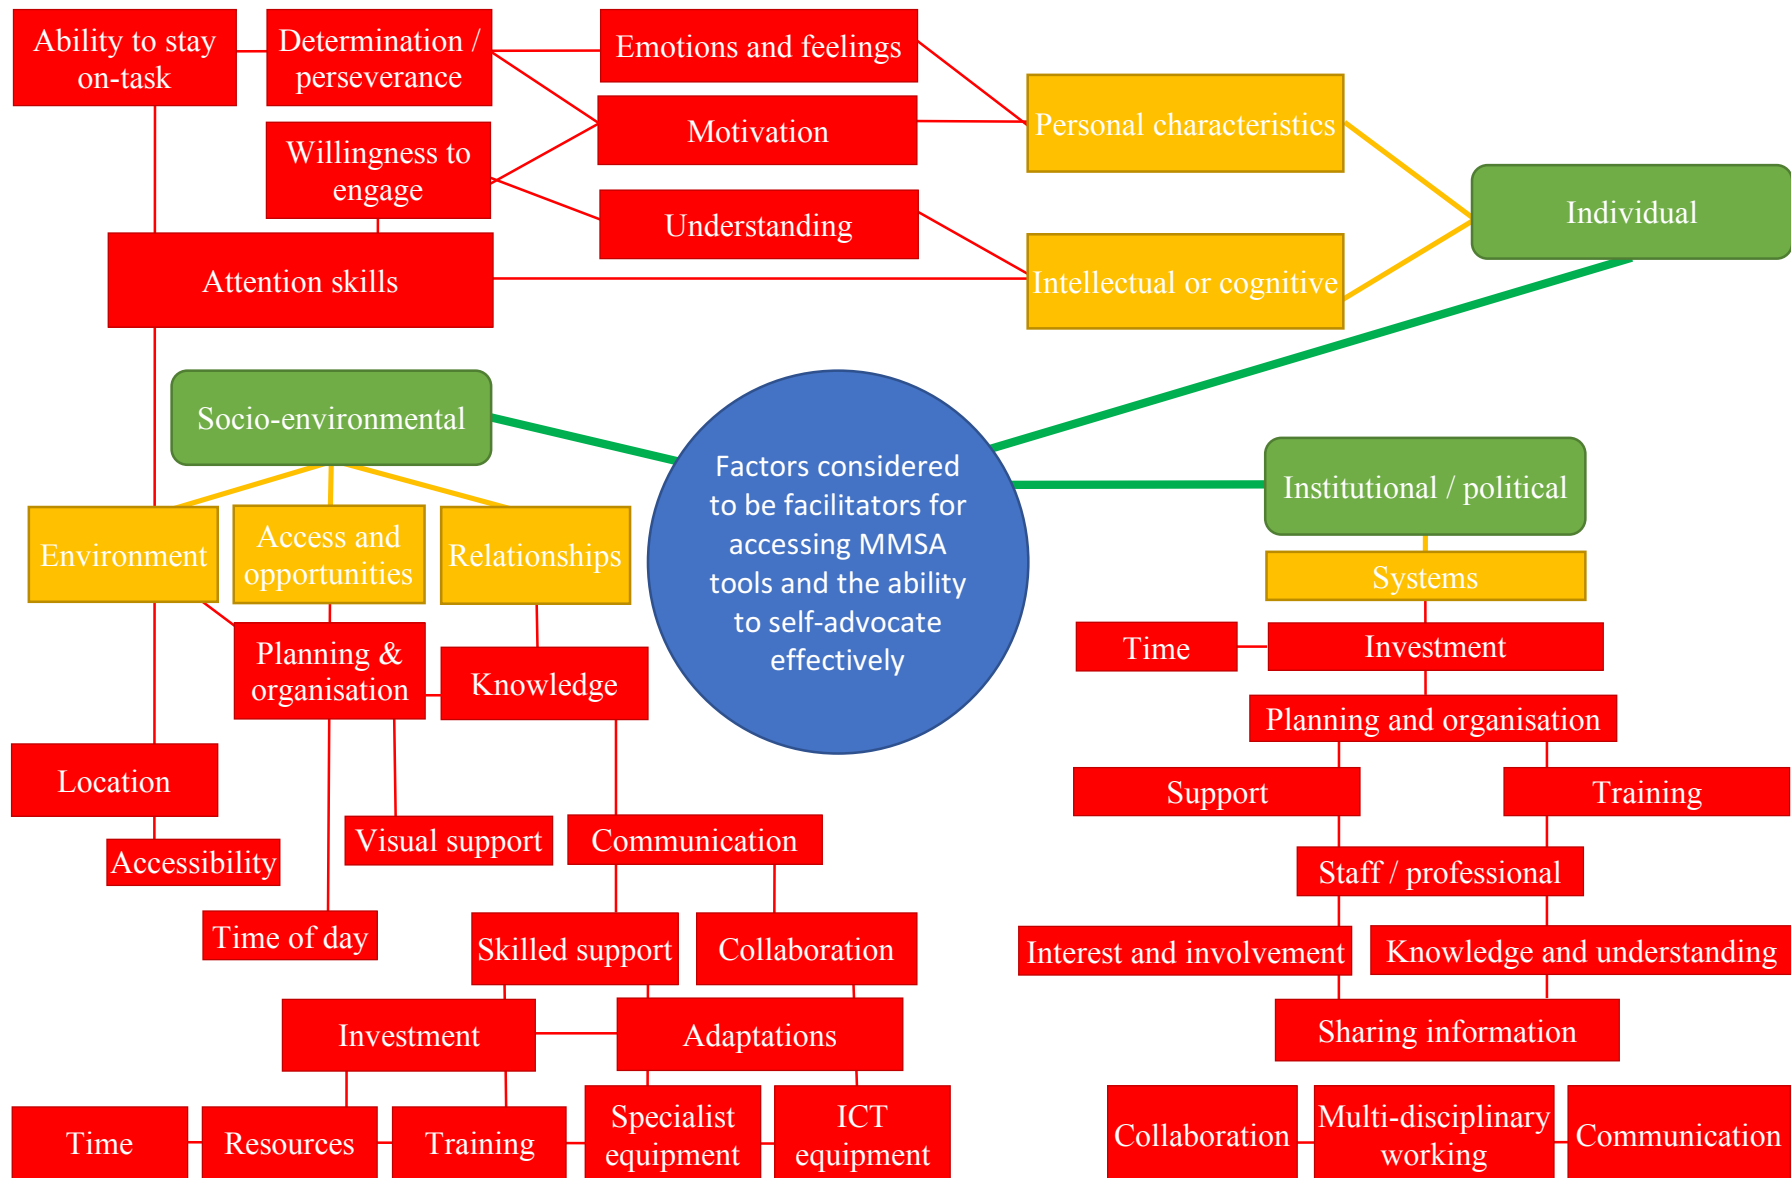 Ability to stay
on-task
Determination /
perseverance
Emotions and feelings
Motivation
Willingness to
engage
Understanding
Attention skills
Personal characteristics
Intellectual or cognitive
Individual
Socio-environmental
Environment
Access and
opportunities
Relationships
Planning &
organisation
Knowledge
Location
Accessibility
Visual support
Time of day
Communication
Skilled support
Collaboration
Investment
Adaptations
Time
Resources
Training
Specialist
equipment
ICT
equipment
Factors considered
to be facilitators for
accessing MMSA
tools and the ability
to self-advocate
effectively
Institutional / political
Systems
Time
Investment
Planning and organisation
Support
Training
Staff / professional
Interest and involvement
Knowledge and understanding
Sharing information
Collaboration
Multi-disciplinary
working
Communication